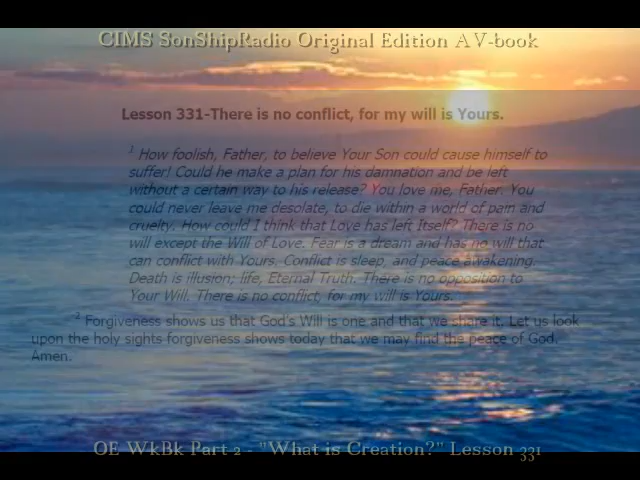 CIMS SonShipRadio Original Edition AV-book
Lesson 331-There is no conflict, for my will is Yours.
1 How foolish, Father, to believe Your Son could cause himself to
suffer! Could he make a plan for his damnation and be left
without a certain way to his release? You love me, Father. You
could never leave me desolate, to die within a world of pain and
cruelty. How could I think that Love has left Itself? There is no
will except the Will of Love. Fear is a dream and has no will that
can conflict with Yours. Conflict is sleep, and peace awakening.
Death is illusion; life, Eternal Truth. There is no opposition to
Your Will. There is no conflict, for my will is Yours.
2 Forgiveness shows us that God's Will is one and that we share it. Let us look
upon the holy sights forgiveness shows today that we may find the peace of God.
Amen.
OE WkBk Part 2 - "What is Creation?" Lesson 331